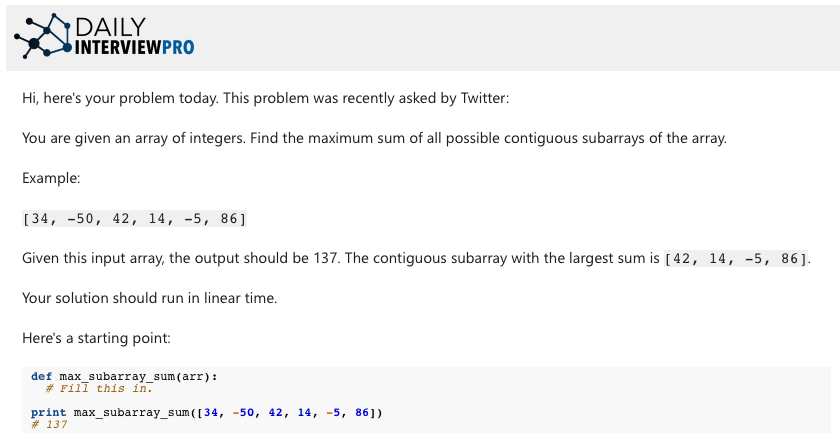 DAILY
INTERVIEWPRO
Hi, here's your problem today. This problem was recently asked by Twitter:
You are given an array of integers. Find the maximum sum of all possible contiguous subarrays of the array.
Example:
[34, -50, 42, 14, -5, 86]
Given this input array, the output should be 137. The contiguous subarray with the largest sum is [42, 14, -5, 86].
Your solution should run in linear time.
Here's a starting point:
def max_subarray_sum(arr):
  # Fill this in.
print max_subarray_sum([34, -50, 42, 14, -5, 86])
# 137